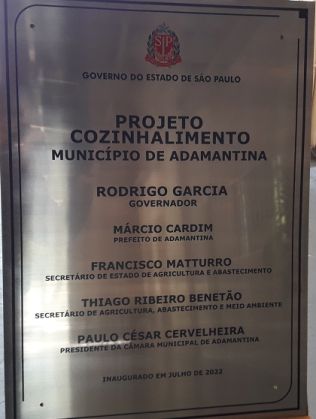 SP
GOVERNO DO ESTADO DE SÃO PAULO
PROJETO
COZINHALIMENTO
MUNICÍPIO DE ADAMANTINA
RODRIGO GARCIA
GOVERNADOR
MÁRCIO CARDIM
PREFEITO DE ADAMANTINA
FRANCISCO MATTURRO
SECRETÁRIO DE ESTADO DE AGRICULTURA E ABASTECIMENTO
THIAGO RIBEIRO BENETÃO
SECRETÁRIO DE AGRICULTURA, ABASTECIMENTO E MEIO AMBIENTE
PAULO CÉSAR CERVELHEIRA
PRESIDENTE DA CÂMARA MUNICIPAL DE ADAMANTINA
INAUGURADO EM JULHO DE 2022